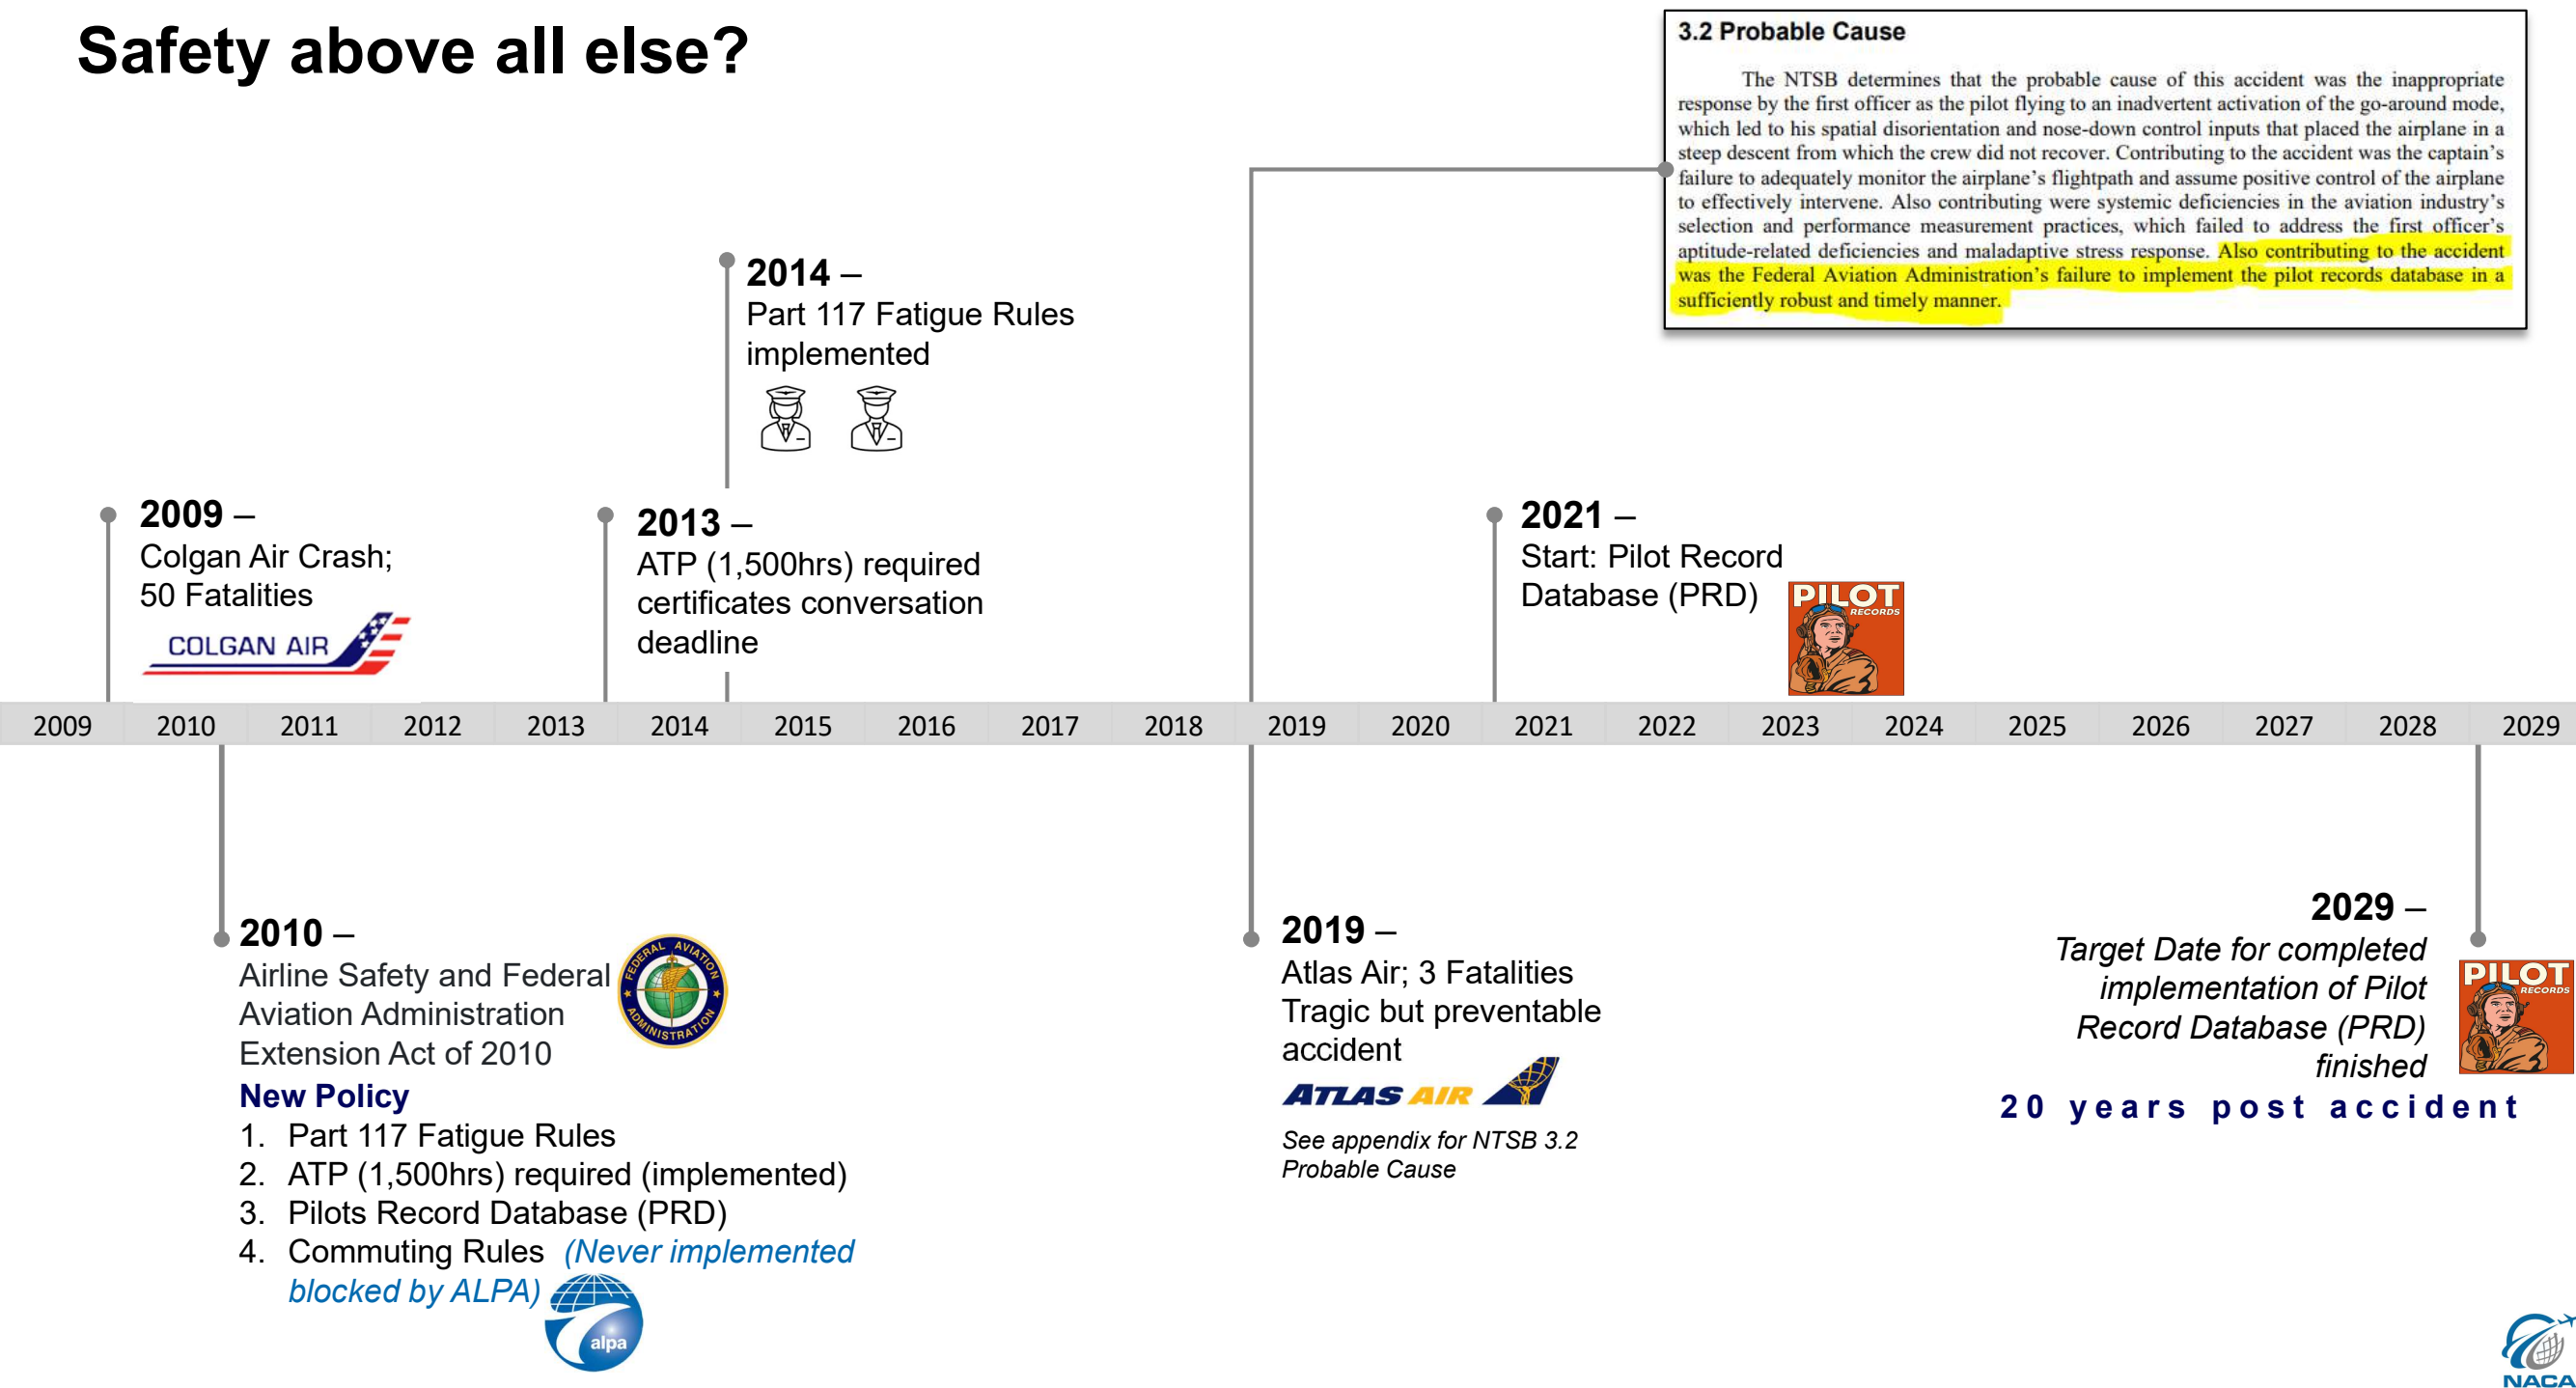 Safety above all else?
3.2 Probable Cause
The NTSB determines that the probable cause of this accident was the inappropriate
response by the first officer as the pilot flying to an inadvertent activation of the go-around mode,
which led to his spatial disorientation and nose-down control inputs that placed the airplane in a
steep descent from which the crew did not recover. Contributing to the accident was the captain's
failure to adequately monitor the airplane's flightpath and assume positive control of the airplane
to effectively intervene. Also contributing were systemic deficiencies in the aviation industry's
selection and performance measurement practices, which failed to address the first officer's
aptitude-related deficiencies and maladaptive stress response. Also contributing to the accident
was the Federal Aviation Administration's failure to implement the pilot records database in a
sufficiently robust and timely manner.
2014 –
Part 117 Fatigue Rules
implemented
2009 –
Colgan Air Crash;
50 Fatalities
COLGAN AIR
2013 –
ATP (1,500hrs) required
certificates conversation
deadline
2021 –
Start: Pilot Record
Database (PRD)
PILOT
RECORDS
2009 2010 2011 2012 2013 2014 2015 2016 2017 2018 2019 2020 2021 2022 2023 2024 2025 2026 2027 2028 2029
2010 –
Airline Safety and Federal
Aviation Administration
Extension Act of 2010
FEDERAL AVIATION
ADMINISTRATION
New Policy
1. Part 117 Fatigue Rules
2. ATP (1,500hrs) required (implemented)
3. Pilots Record Database (PRD)
4. Commuting Rules (Never implemented
blocked by ALPA)
alpa
2019 –
Atlas Air; 3 Fatalities
Tragic but preventable
accident
ATLAS AIR
See appendix for NTSB 3.2
Probable Cause
2029 –
Target Date for completed
implementation of Pilot
Record Database (PRD)
finished
PILOT
RECORDS
20 years post accident
NACA